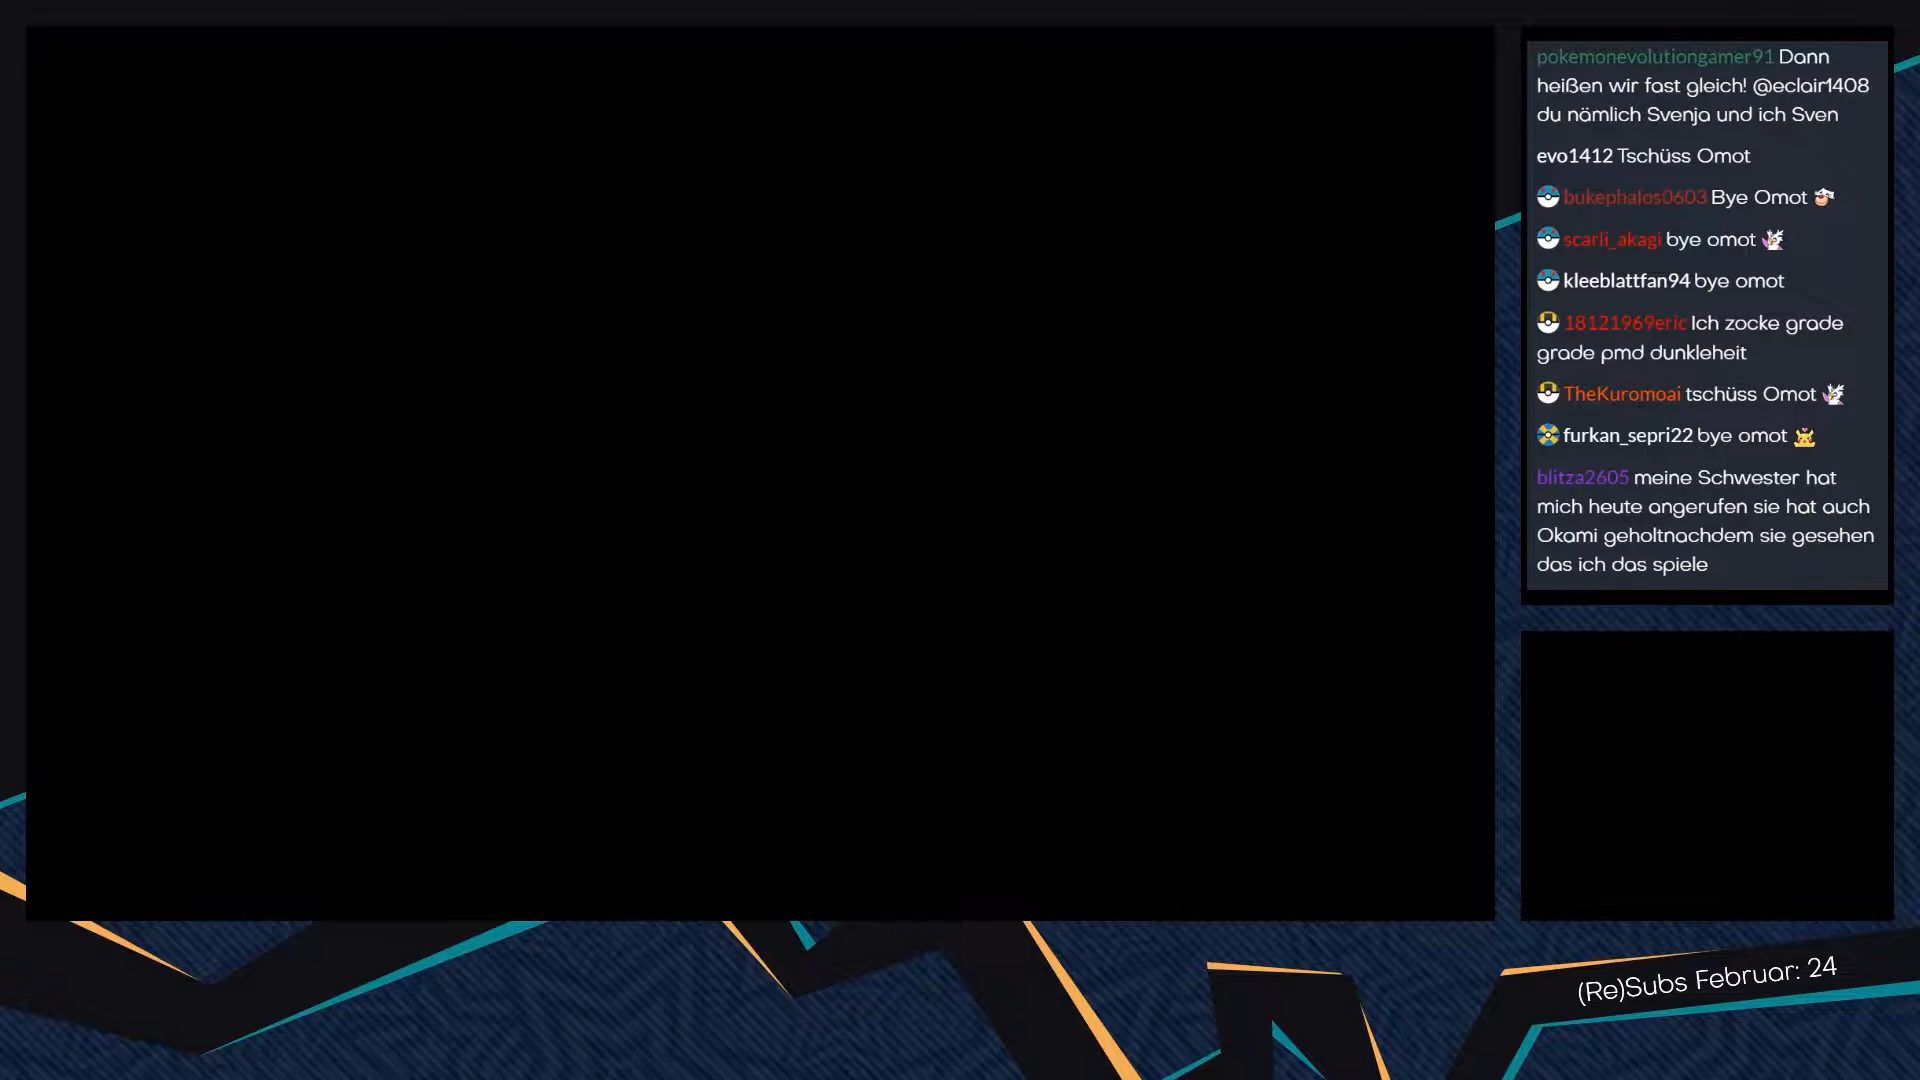 pokemonevolutiongamer91 Dann
heißen wir fast gleich! @eclair1408
du nämlich Svenja und ich Sven
evo1412 Tschüss Omot
bukephalos0603 Bye Omot
scarli_akagi bye omot
kleeblattfan94 bye omot
18121969eric Ich zocke grade
grade pmd dunkleheit
TheKuromoai tschüss Omot
furkan_sepri22 bye omot
blitza2605 meine Schwester hat
mich heute angerufen sie hat auch
Okami geholtnachdem sie gesehen
das ich das spiele
(Re)Subs Februar: 24